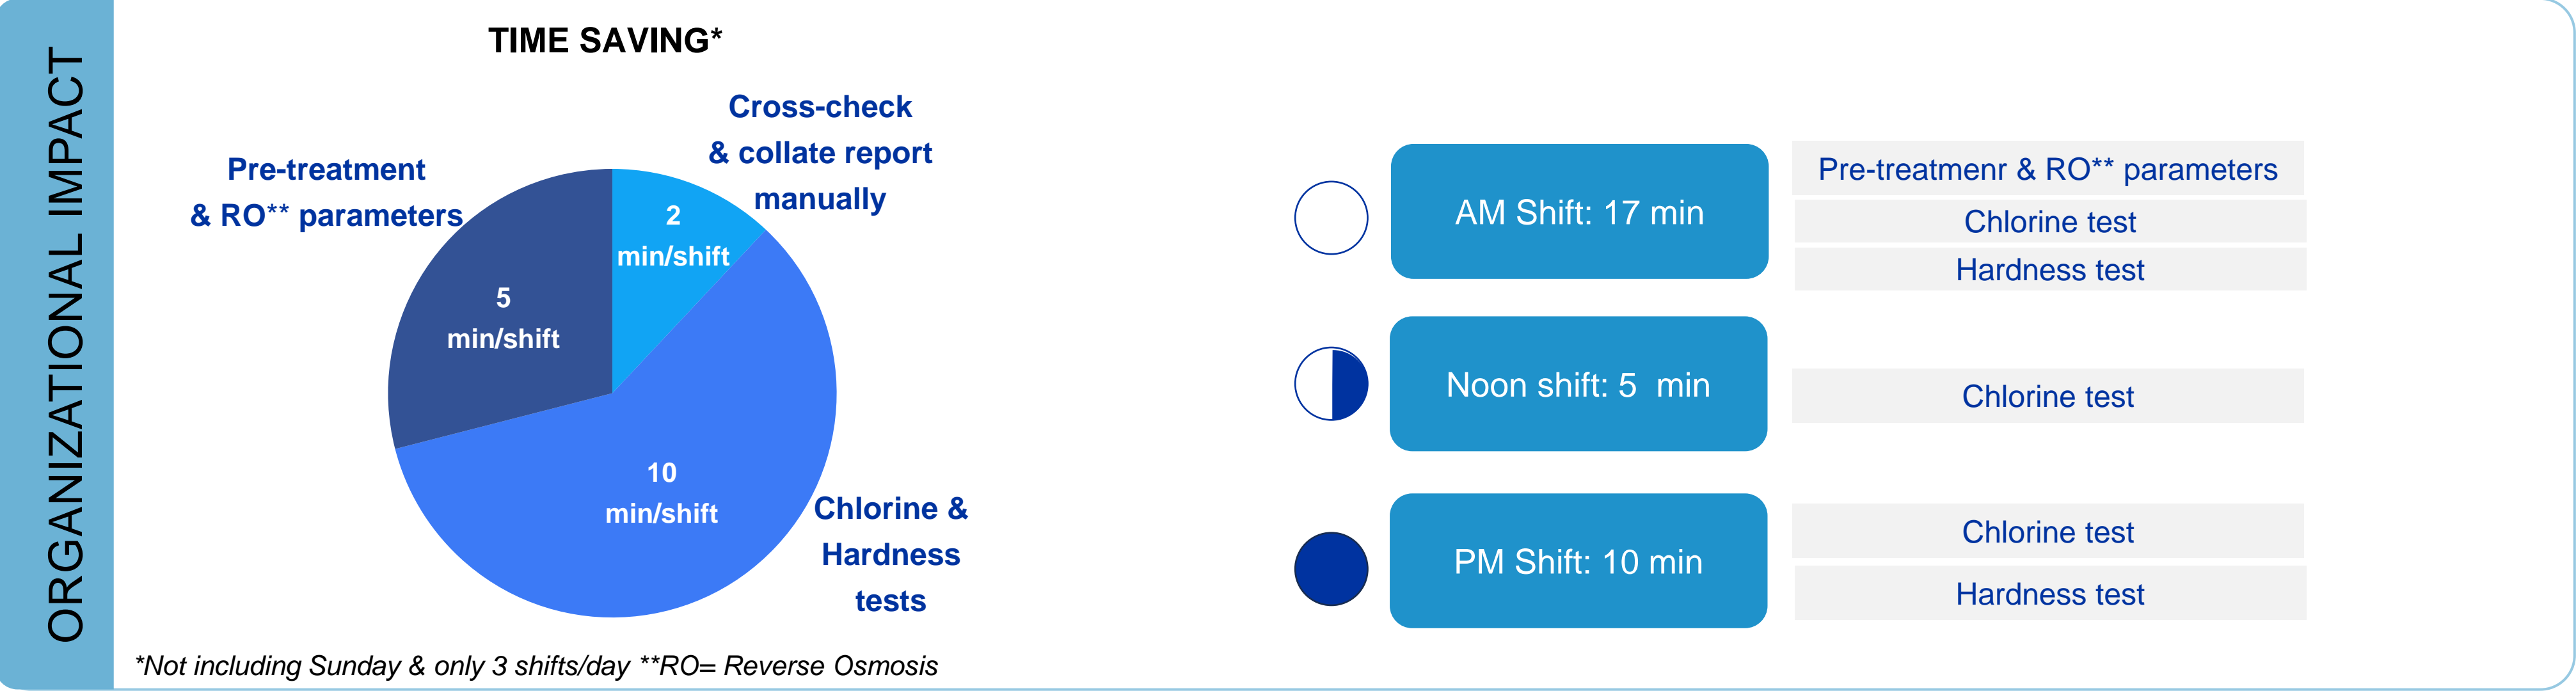 ORGANIZATIONAL IMPACT
TIME SAVING*
Cross-check
& collate report
manually
Pre-treatment
& RO** parameters
2
min/shift
5
min/shift
10
min/shift
Chlorine &
Hardness
tests
*Not including Sunday & only 3 shifts/day **RO= Reverse Osmosis
AM Shift: 17 min
Pre-treatmenr & RO** parameters
Chlorine test
Hardness test
Noon shift: 5  min
Chlorine test
PM Shift: 10 min
Chlorine test
Hardness test